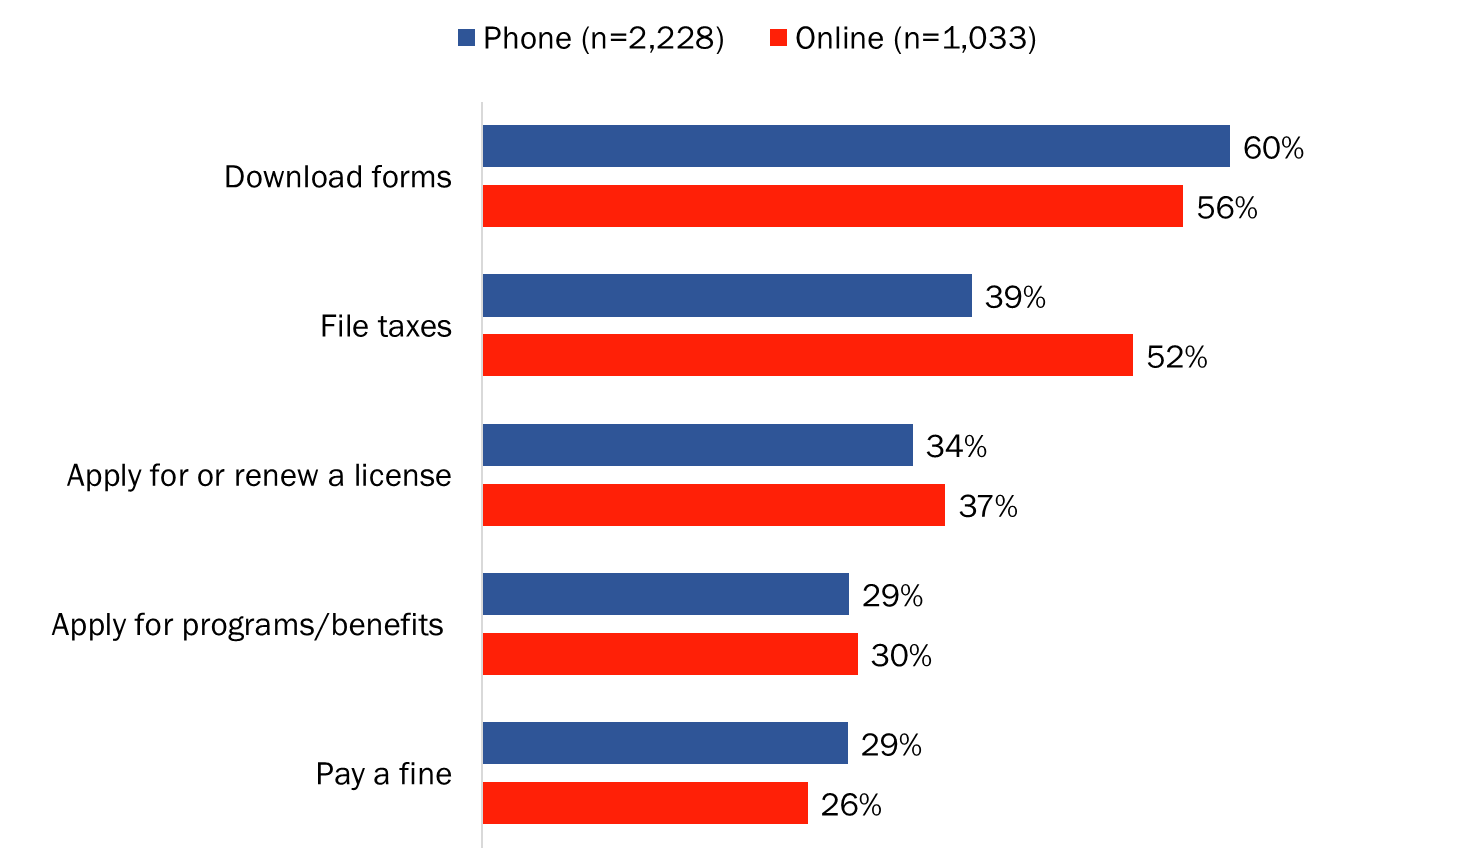 Phone (n=2,228) Online (n=1,033)
Download forms
60%
56%
File taxes
39%
52%
Apply for or renew a license
34%
37%
Apply for programs/benefits
29%
30%
Pay a fine
29%
26%